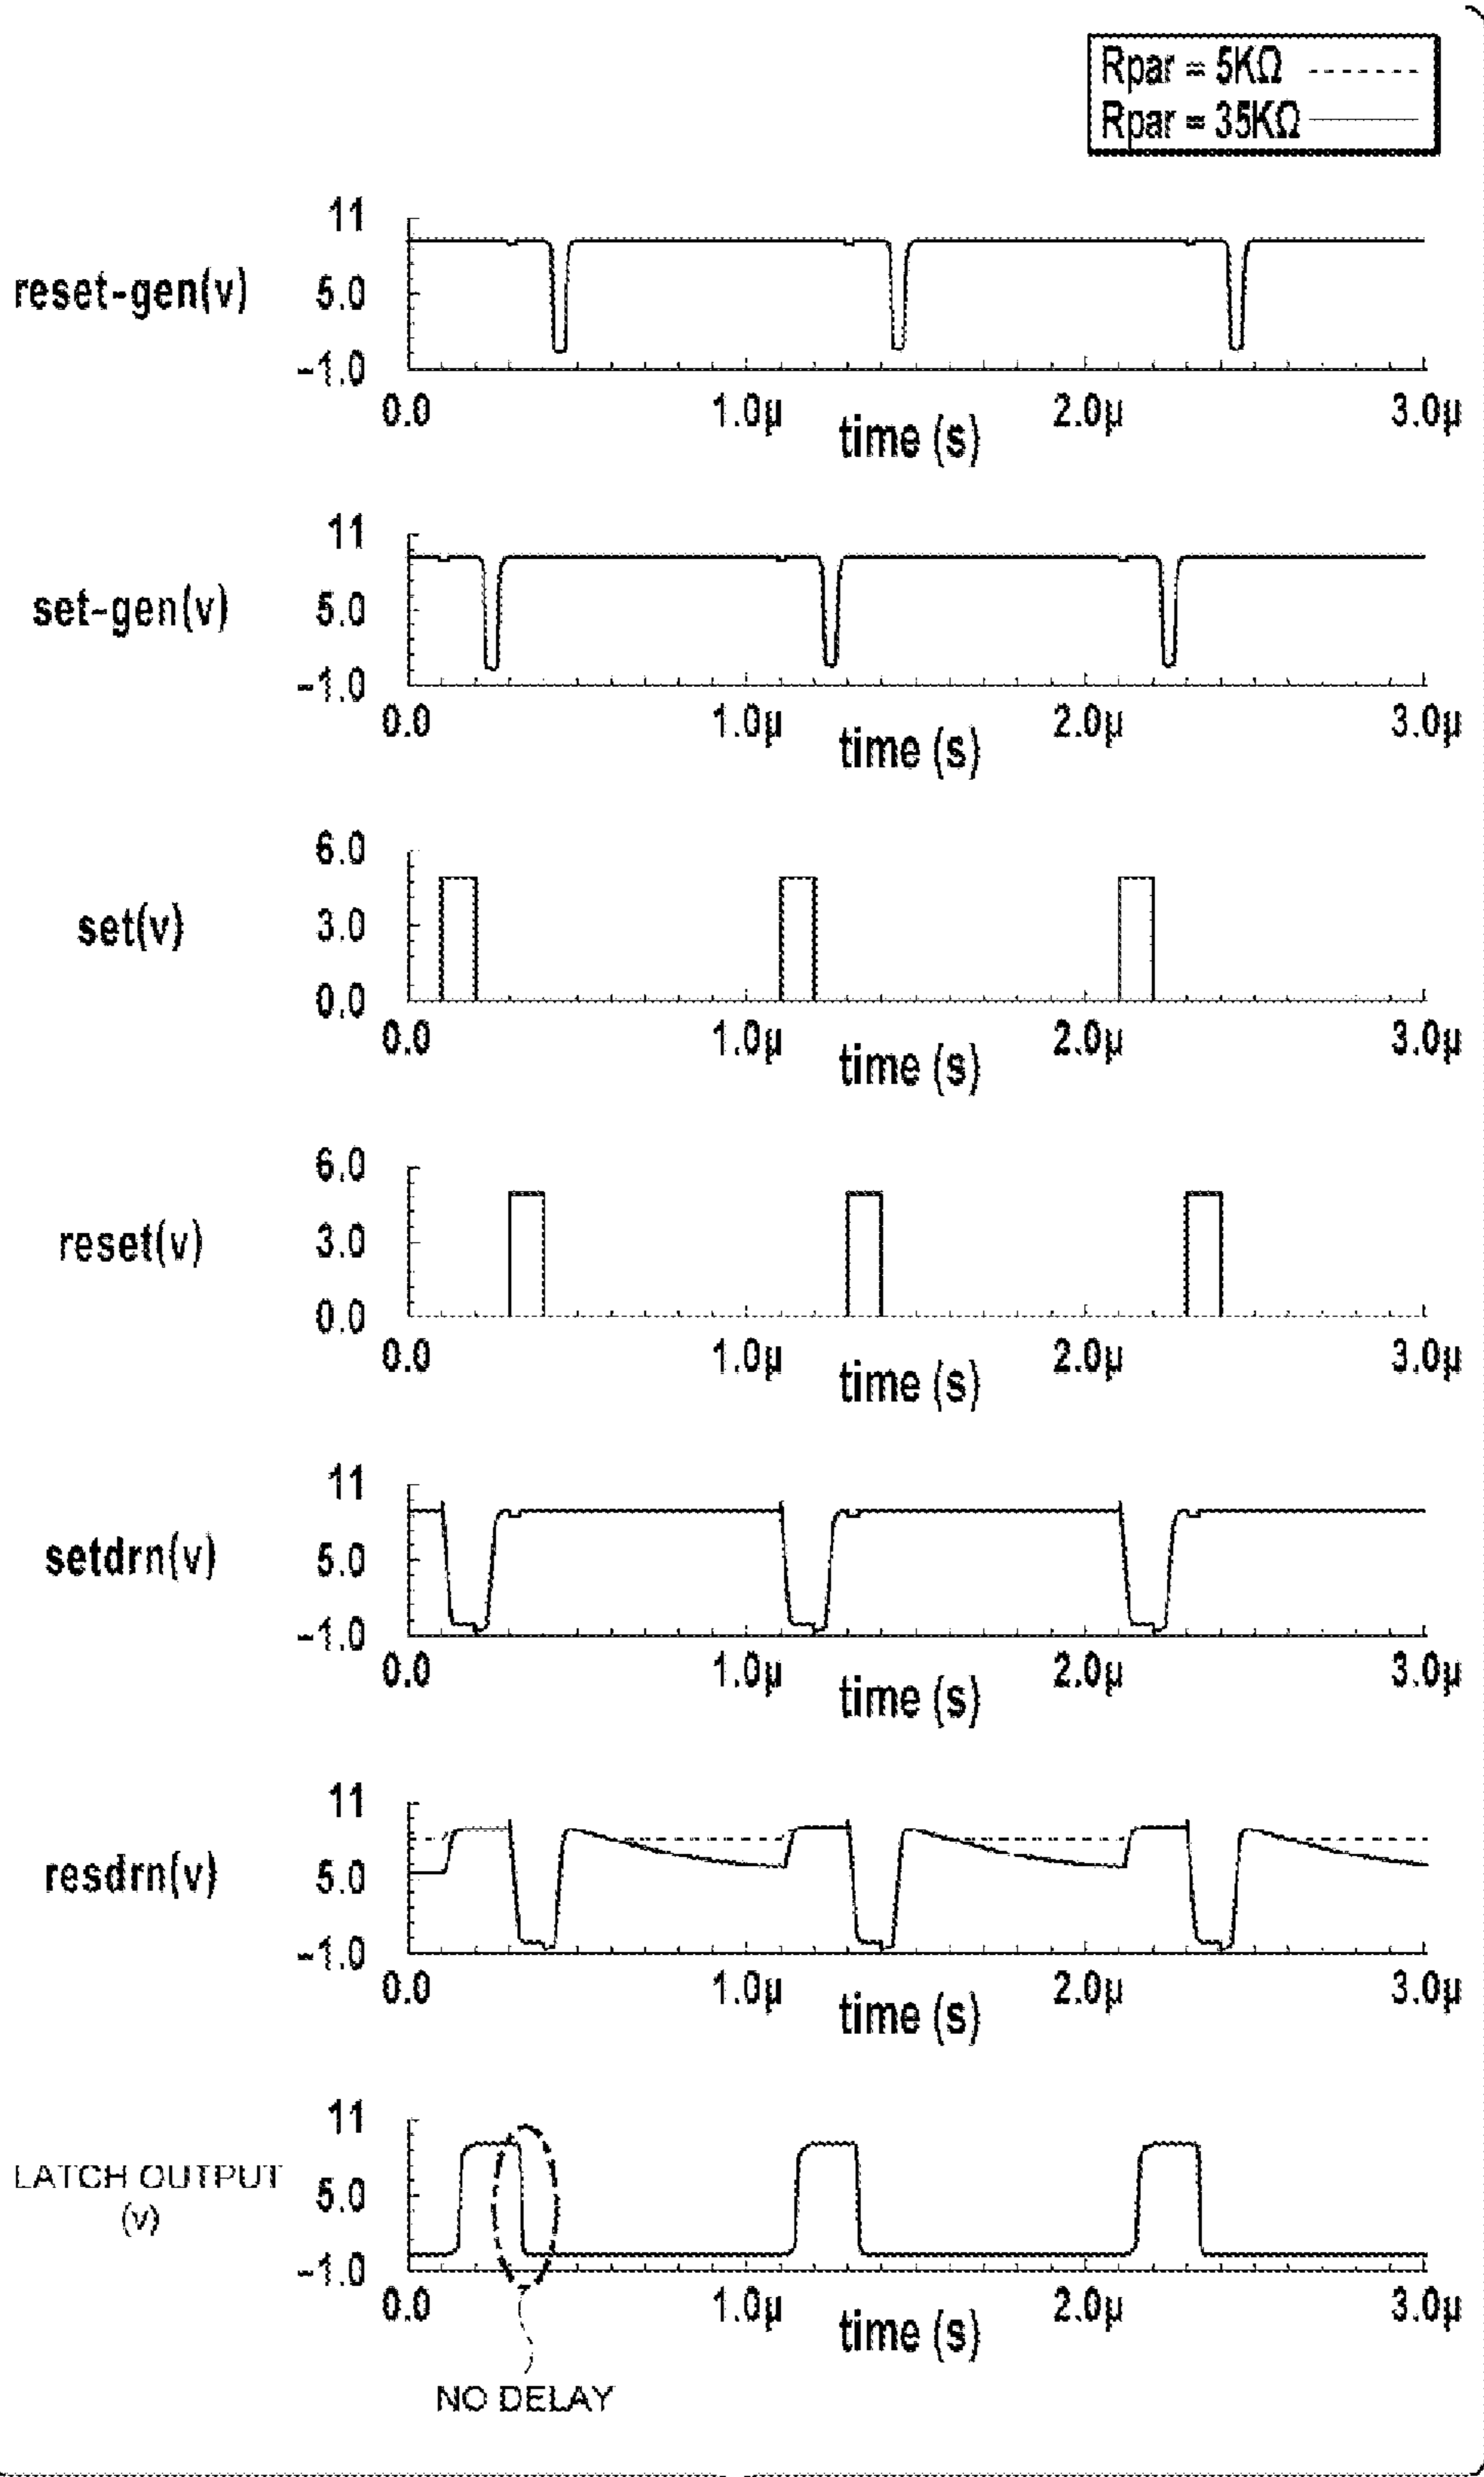 Rpar = 5KΩ
Rpar = 35KΩ
reset-gen(v)
11
5.0
-1.0
0.0 1.0μ 2.0μ 3.0μ
time (s)
set-gen(v)
11
5.0
-1.0
0.0 1.0μ 2.0μ 3.0μ
time (s)
set(v)
6.0
3.0
0.0
0.0 1.0μ 2.0μ 3.0μ
time (s)
reset(v)
6.0
3.0
0.0
0.0 1.0μ 2.0μ 3.0μ
time (s)
setdrn(v)
11
5.0
-1.0
0.0 1.0μ 2.0μ 3.0μ
time (s)
resdrn(v)
11
5.0
-1.0
0.0 1.0μ 2.0μ 3.0μ
time (s)
LATCH OUTPUT
(v)
11
5.0
-1.0
0.0 1.0μ 2.0μ 3.0μ
time (s)
NO DELAY